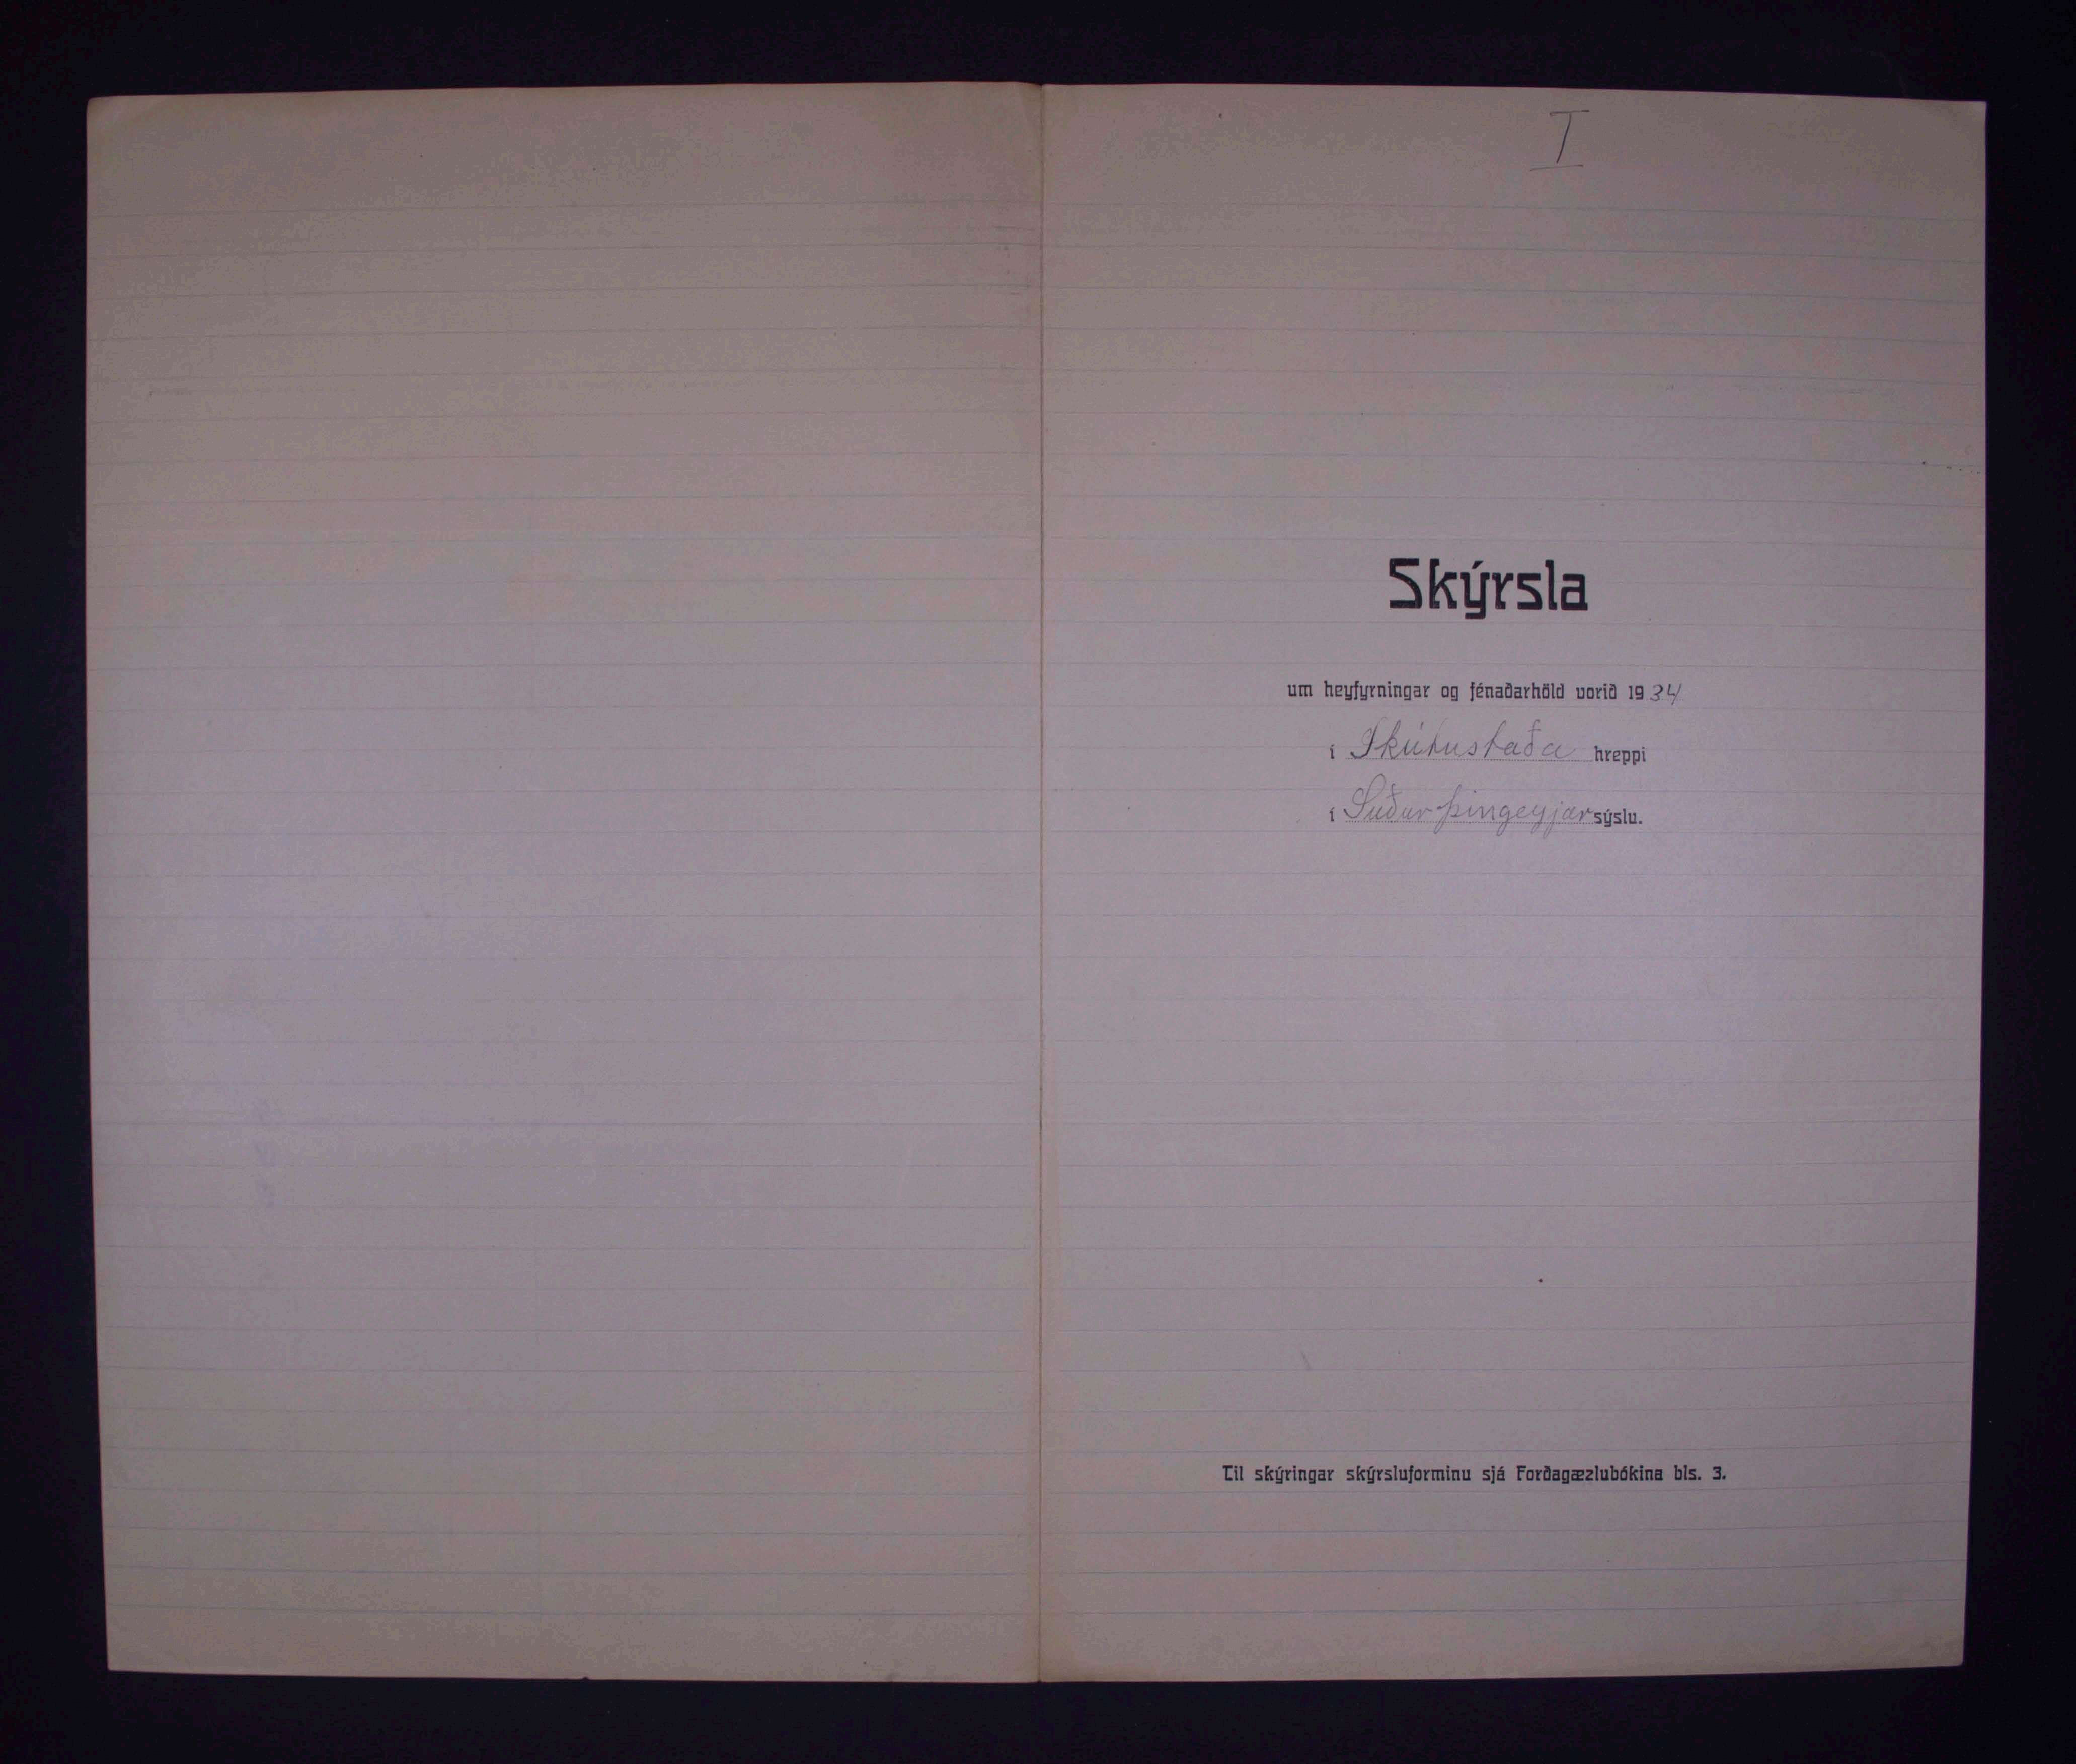 I
Skýrsla
um heyfyrningar og fénaðarhöld vorið 1934
í Skútustaða hreppi
í Suður þingeyjarsýslu.
Til skýringar skýrsluforminu sjá Forðagæzlubókina bls. 3.